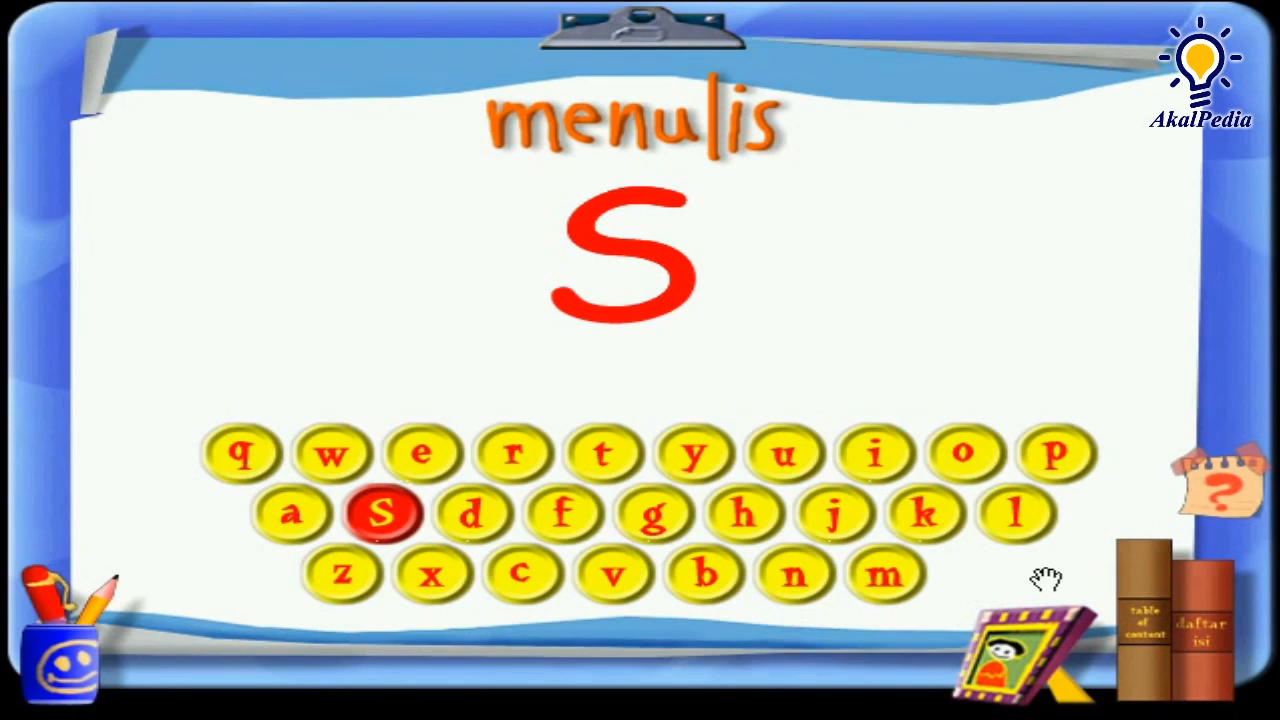 AkalPedia
menulis
S
q w e r t y u i o p
a S d f g h j k l
z x c v b n m
?
table of content
daftar isi